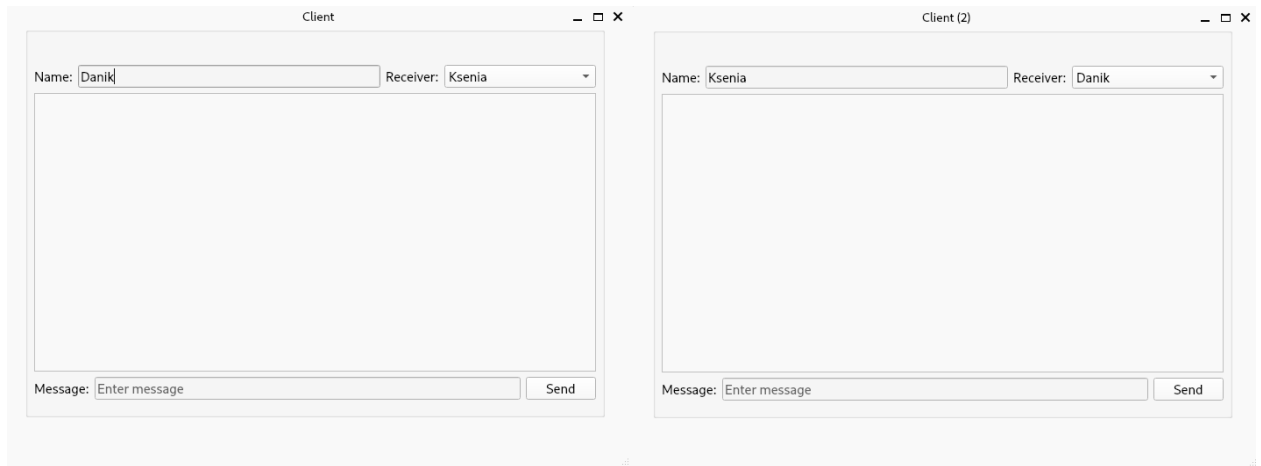 Client
Name: Danik Receiver: Ksenia
Message: Enter message Send
Client (2)
Name: Ksenia Receiver: Danik
Message: Enter message Send